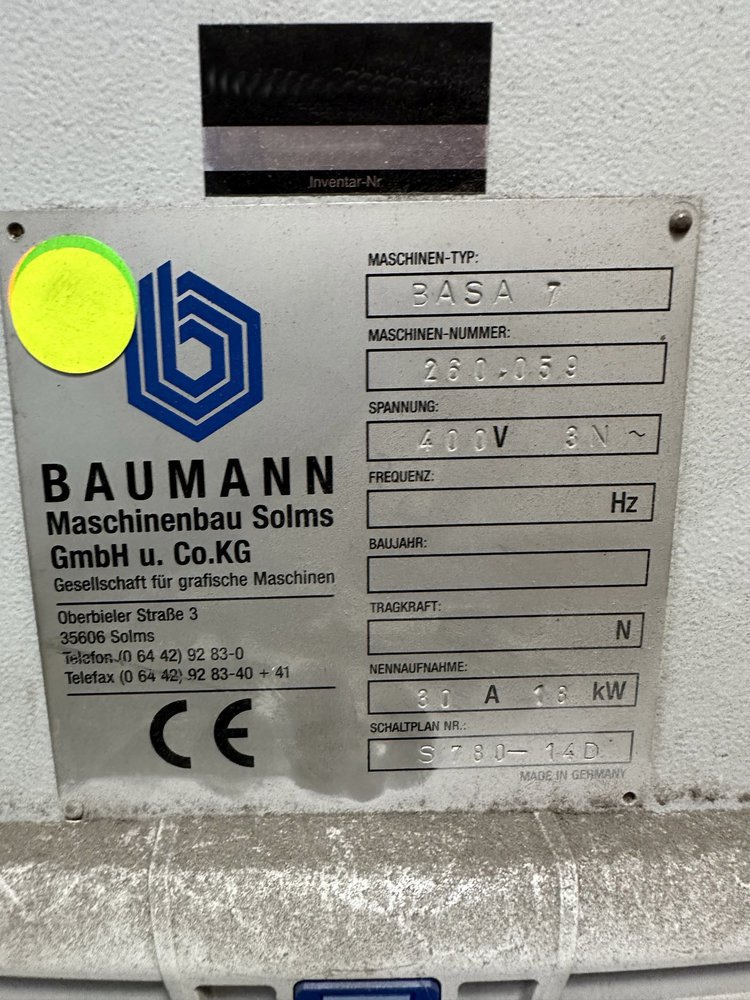 Inventar-Nr
BAUMANN
Maschinenbau Solms
GmbH u. Co.KG
Gesellschaft für grafische Maschinen
Oberbieler Straße 3
35606 Solms
Telefon (0 64 42) 92 83-0
Telefax (0 64 42) 92 83-40 + 41
CE
MASCHINEN-TYP:
BASA 7
MASCHINEN-NUMMER:
260.059
SPANNUNG:
400V 3N ~
FREQUENZ:
Hz
BAUJAHR:
TRAGKRAFT:
N
NENNAUFNAHME:
30 A 18 kW
SCHALTPLAN NR.:
S 780-14D
MADE IN GERMANY